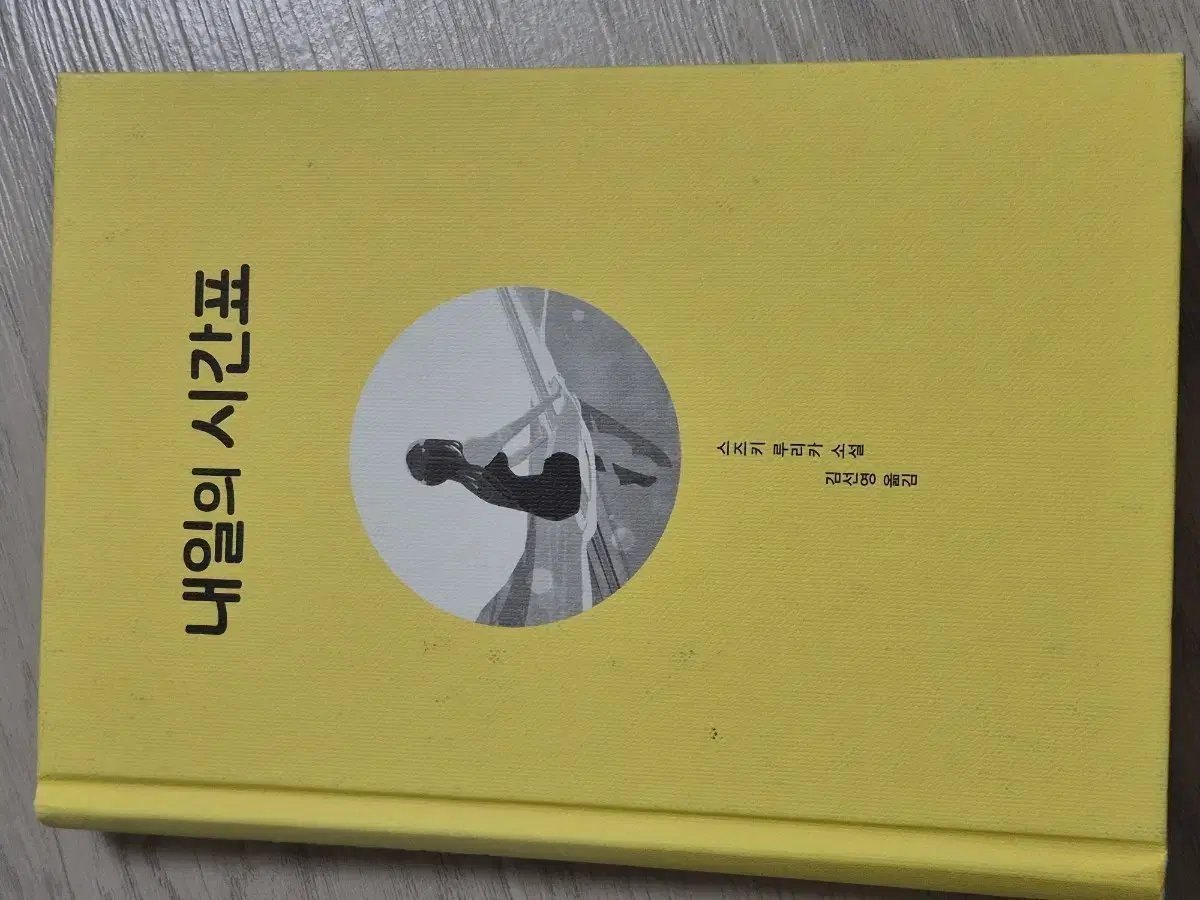 내일의 시간표
스즈키 루리카 소설
김선영 옮김